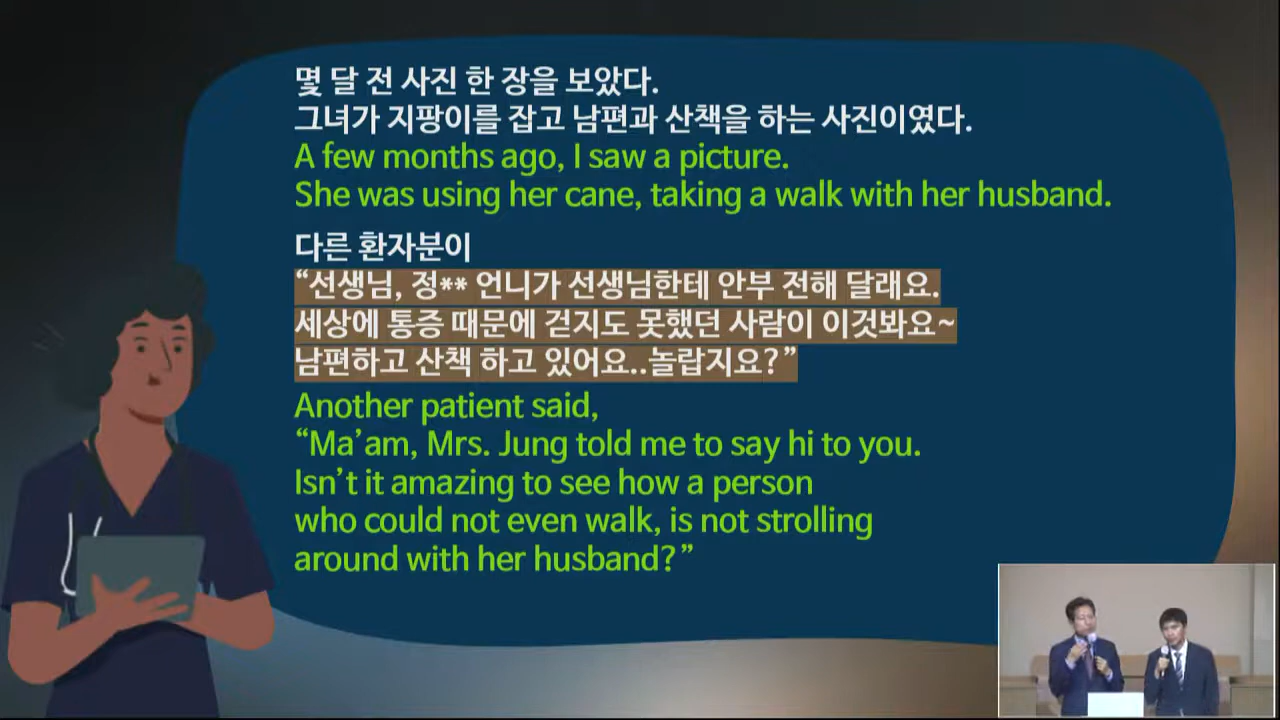 몇 달 전 사진 한 장을 보았다.
그녀가 지팡이를 잡고 남편과 산책을 하는 사진이였다.
A few months ago, I saw a picture.
She was using her cane, taking a walk with her husband.
다른 환자분이
“선생님, 정** 언니가 선생님한테 안부 전해 달래요.
세상에 통증 때문에 걷지도 못했던 사람이 이것봐요~
남편하고 산책 하고 있어요..놀랍지요?”
Another patient said,
“Ma’am, Mrs. Jung told me to say hi to you.
Isn’t it amazing to see how a person
who could not even walk, is not strolling
around with her husband?”